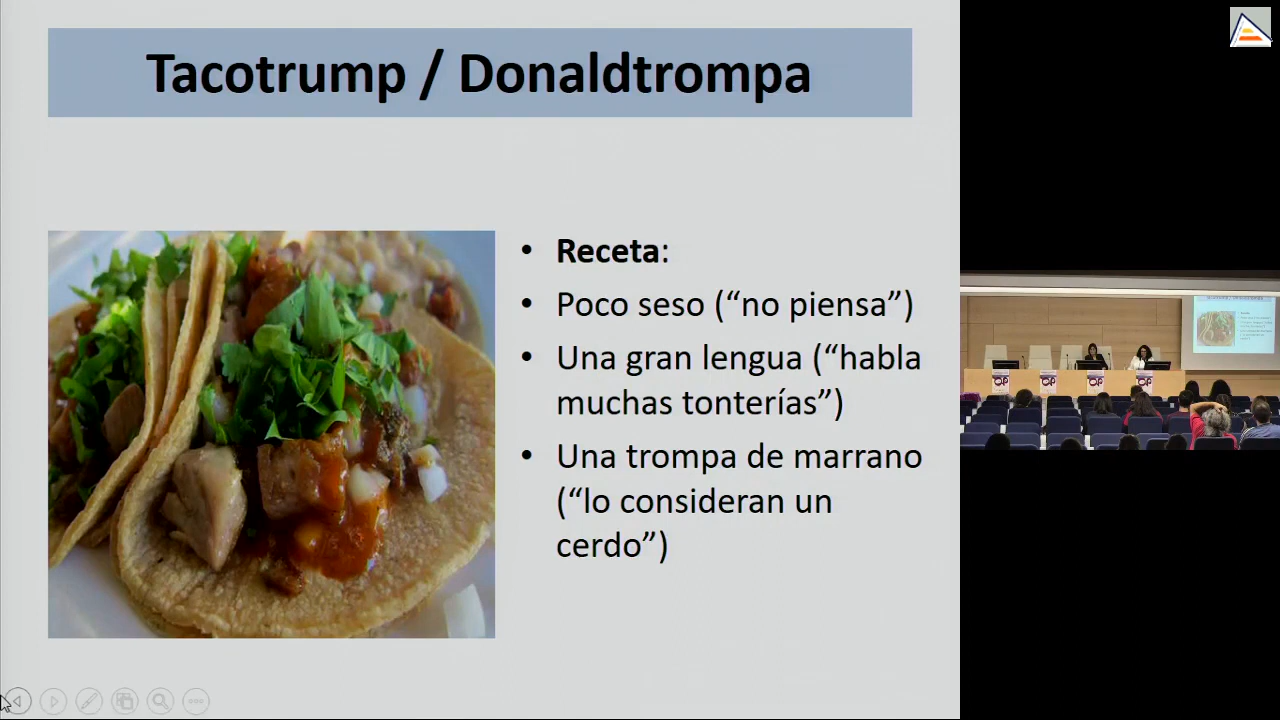 Tacotrump / Donaldtrompa
• Receta:
• Poco seso (“no piensa”)
• Una gran lengua (“habla
muchas tonterías”)
• Una trompa de marrano
(“lo consideran un
cerdo”)